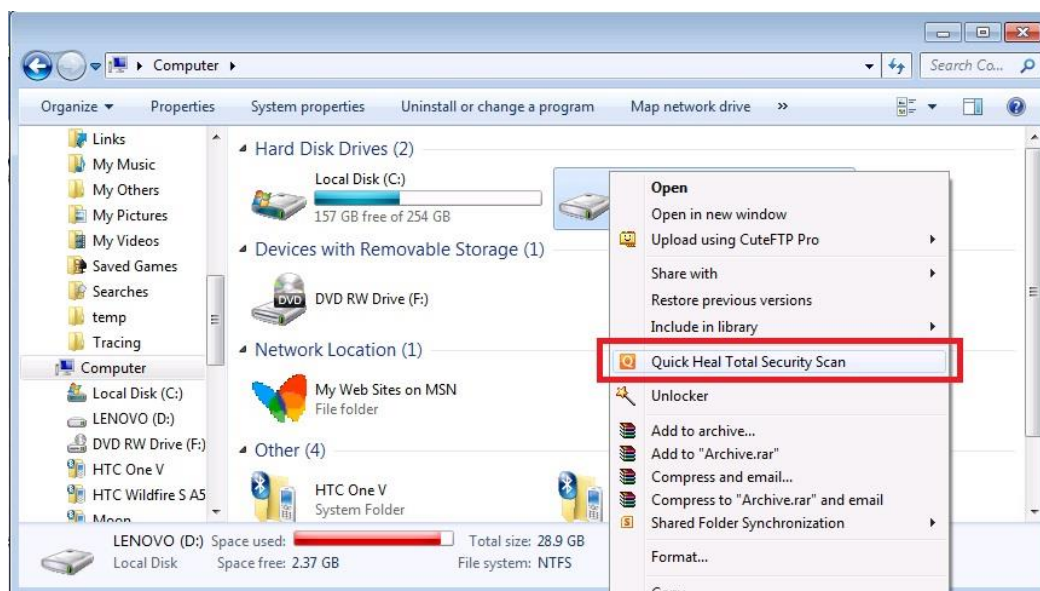 Computer
Search Co...
Organize
Properties
System properties
Uninstall or change a program
Map network drive
»
Links
My Music
My Others
My Pictures
My Videos
Saved Games
Searches
temp
Tracing
Computer
Local Disk (C:)
LENOVO (D:)
DVD RW Drive (F:)
HTC One V
HTC Wildfire S A5
Moon
Hard Disk Drives (2)
Local Disk (C:)
157 GB free of 254 GB
Devices with Removable Storage (1)
DVD
DVD RW Drive (F:)
Network Location (1)
My Web Sites on MSN
File folder
Other (4)
HTC One V
System Folder
Open
Open in new window
Upload using CuteFTP Pro
Share with
Restore previous versions
Include in library
Quick Heal Total Security Scan
Unlocker
Add to archive...
Add to "Archive.rar"
Compress and email...
Compress to "Archive.rar" and email
Shared Folder Synchronization
Format...
LENOVO (D:) Space used: Total size: 28.9 GB
Local Disk Space free: 2.37 GB File system: NTFS